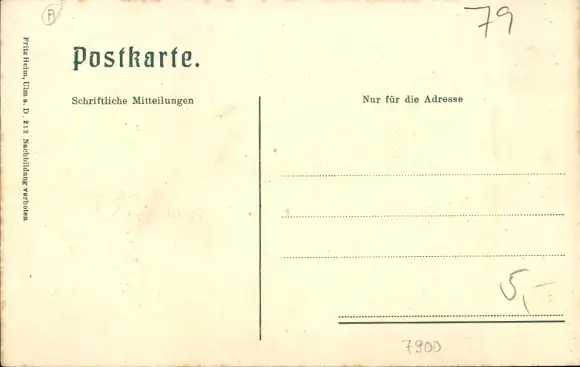 P
79
Postkarte.
Schriftliche Mitteilungen
Nur für die Adresse
Fritz Helm, Ulm a. D. 212 Nachbildung verboten
5,-
7900